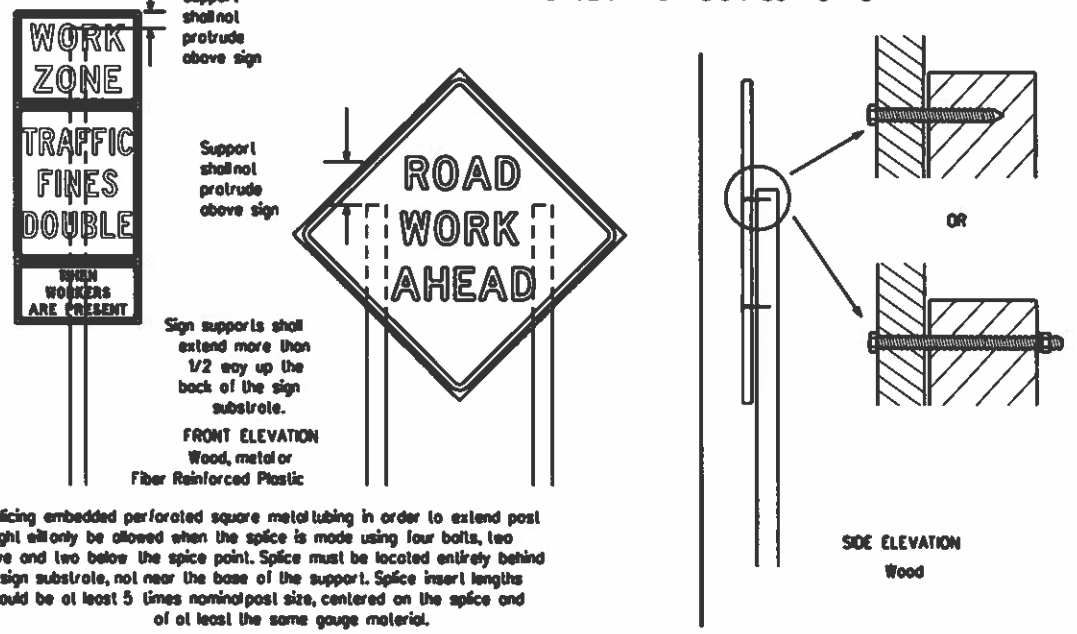 shall not
protrude
above sign
WORK
ZONE
TRAFFIC
FINES
DOUBLE
WHEN
WORKERS
ARE PRESENT
Support
shall not
protrude
above sign
ROAD
WORK
AHEAD
OR
Sign supports shall
extend more than
1/2 way up the
back of the sign
substrate.
FRONT ELEVATION
Wood, metal or
Fiber Reinforced Plastic
SIDE ELEVATION
Wood
licing embedded perforated square metal tubing in order to extend post
ght will only be allowed when the splice is made using four bolts, two
ve and two below the spice point. Splice must be located entirely behind
sign substrate, not near the base of the support. Splice insert lengths
ould be at least 5 times nominal post size, centered on the splice and
of at least the same gauge material.